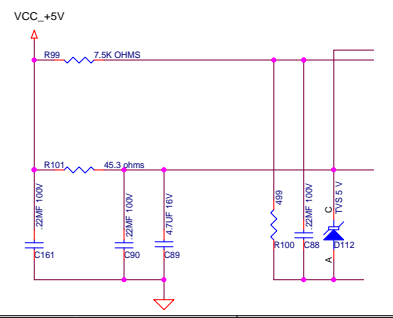 VCC_+5V
R99
7.5K OHMS
R101
45.3 ohms
.22MF 100V
C161
.22MF 100V
C90
4.7UF 16V
C89
499
R100
.22MF 100V
C88
C
TVS 5 V
A
D112